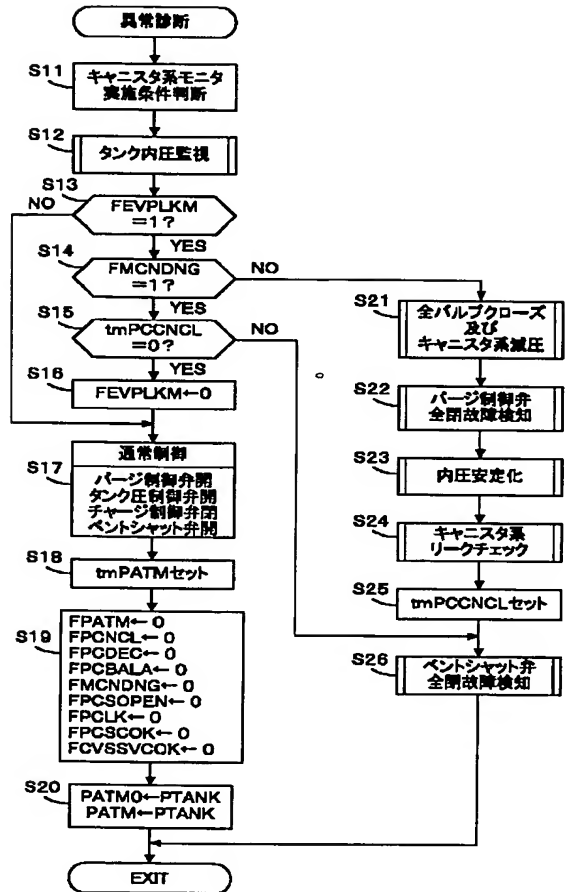 異常診断
S11
キャニスタ系モニタ
実施条件判断
S12
タンク内圧監視
S13
NO
FEVPLKM
=1?
YES
S14
FMCNDNG
=1?
NO
YES
S15
tmPCCNCL
=0?
NO
YES
S16
FEVPLKM←0
S17
通常制御
パージ制御弁開
タンク圧制御弁開
チャージ制御弁閉
ベントシャット弁開
S18
tmPATMセット
S19
FPATM←0
FPCNCL←0
FPCDEC←0
FPCBALA←0
FMCNDNG←0
FPCSOPEN←0
FPCLK←0
FPCSCOK←0
FCVSSVCOK←0
S20
PATM0←PTANK
PATM←PTANK
EXIT
S21
全バルブクローズ
及び
キャニスタ系減圧
S22
パージ制御弁
全閉故障検知
S23
内圧安定化
S24
キャニスタ系
リークチェック
S25
tmPCCNCLセット
S26
ベントシャット弁
全閉故障検知